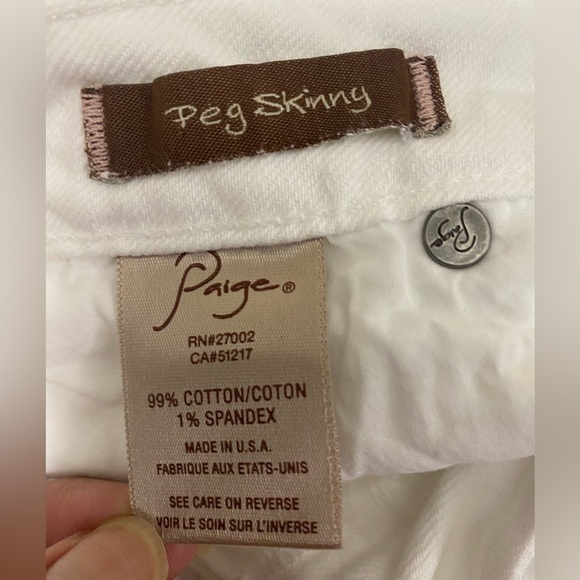 Peg Skinny
Paige
Paige®
RN#27002
CA#51217
99% COTTON/COTON
1% SPANDEX
MADE IN U.S.A.
FABRIQUE AUX ETATS-UNIS
SEE CARE ON REVERSE
VOIR LE SOIN SUR L'INVERSE